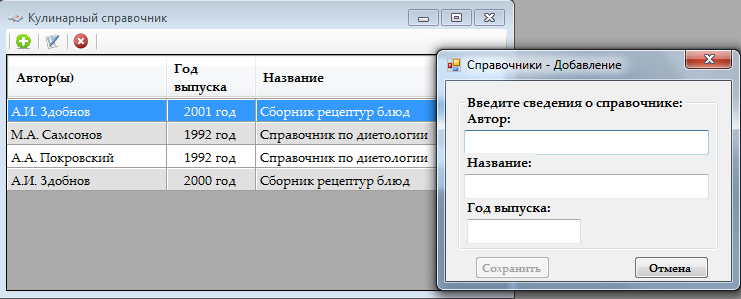 Кулинарный справочник
Автор(ы) Год выпуска Название
А.И. Здобнов 2001 год Сборник рецептур блюд
М.А. Самсонов 1992 год Справочник по диетологии
А.А. Покровский 1992 год Справочник по диетологии
А.И. Здобнов 2000 год Сборник рецептур блюд
Справочники - Добавление
Введите сведения о справочнике:
Автор:
Название:
Год выпуска:
Сохранить Отмена